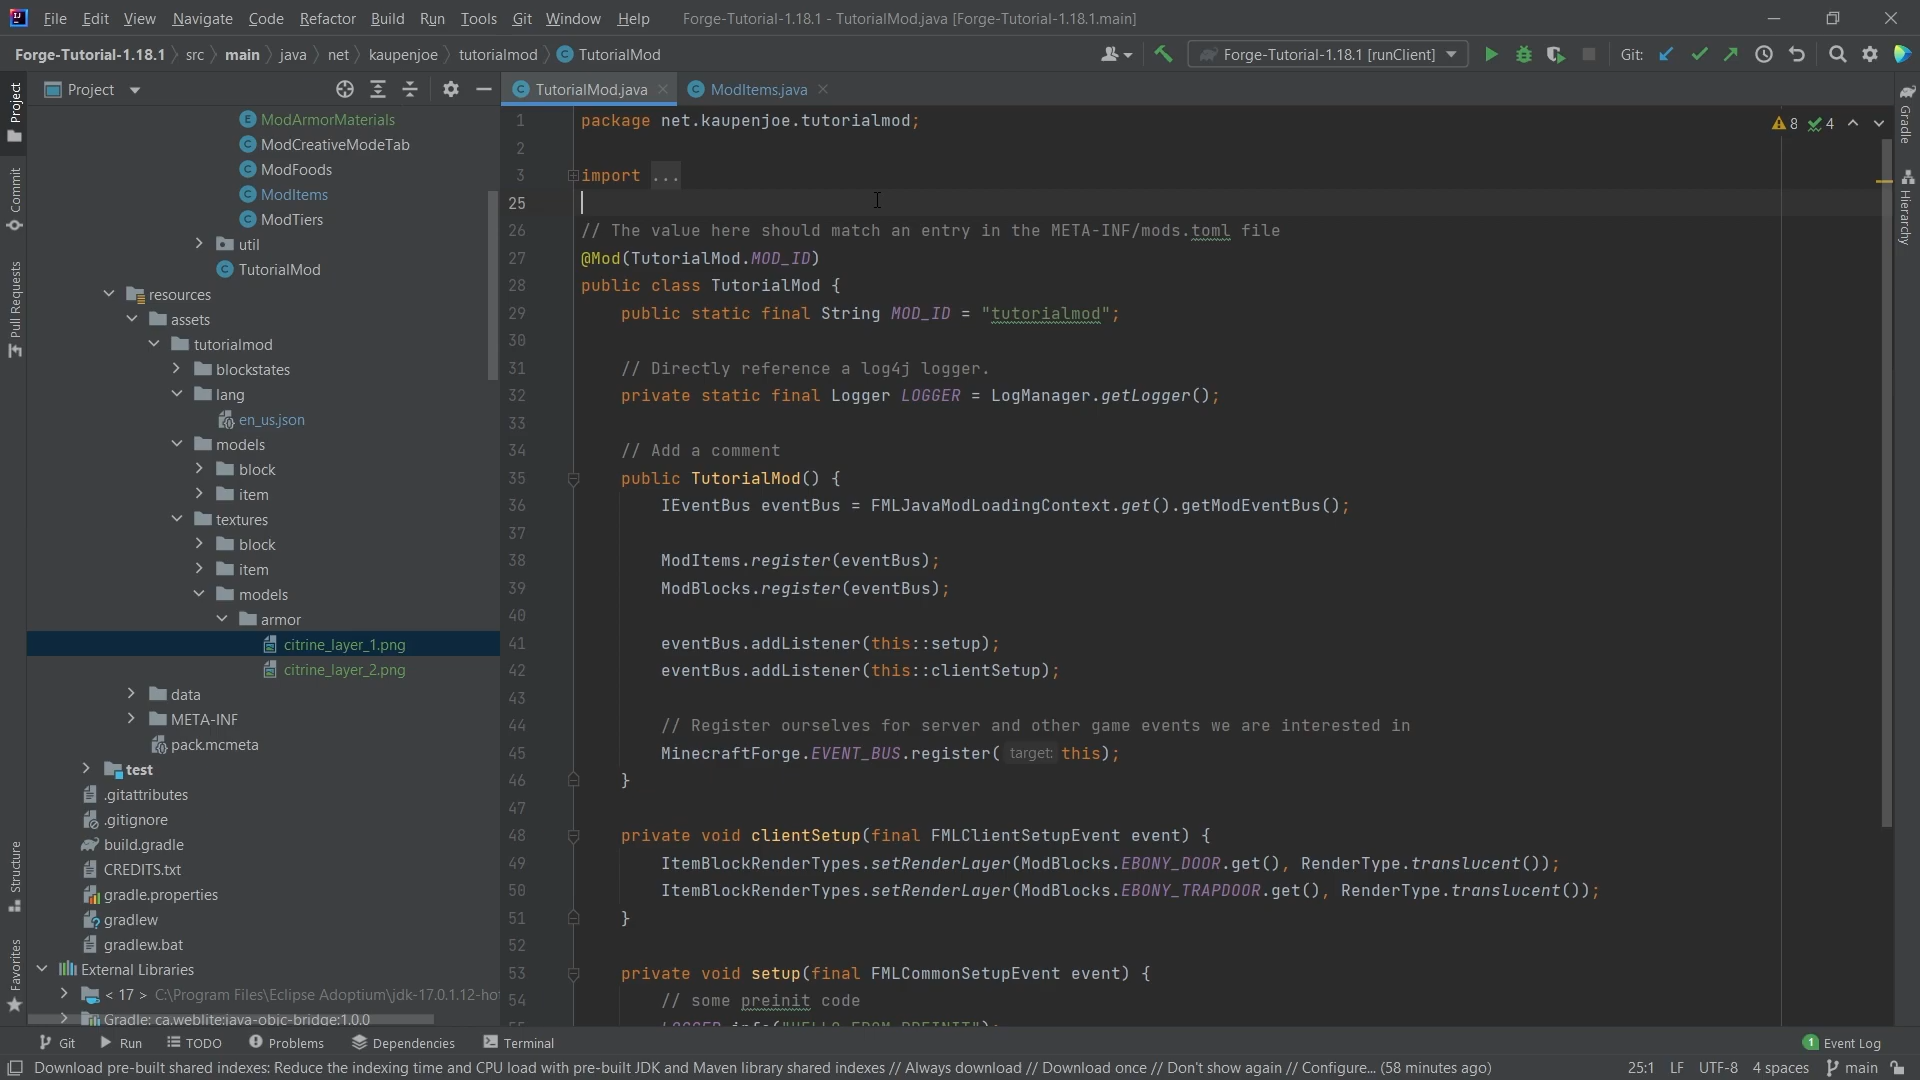 File Edit View Navigate Code Refactor Build Run Tools Git Window Help Forge-Tutorial-1.18.1 - TutorialMod.java [Forge-Tutorial-1.18.1.main]
Forge-Tutorial-1.18.1 src main java net kaupenjoe tutorialmod TutorialMod Forge-Tutorial-1.18.1 [runClient] Git:
Project
TutorialMod.java ModItems.java
Project
Commit
Pull Requests
Structure
Favorites
ModArmorMaterials
ModCreativeModeTab
ModFoods
ModItems
ModTiers
util
TutorialMod
resources
assets
tutorialmod
blockstates
lang
en_us.json
models
block
item
textures
block
item
models
armor
citrine_layer_1.png
citrine_layer_2.png
data
META-INF
pack.mcmeta
test
.gitattributes
.gitignore
build.gradle
CREDITS.txt
gradle.properties
gradlew
gradlew.bat
External Libraries
< 17 > C:\Program Files\Eclipse Adoptium\jdk-17.0.1.12-ho
Gradle: ca.weblite:java-objc-bridge:1.0.0
8 4
1 package net.kaupenjoe.tutorialmod;
2
3 import ...
25
26 // The value here should match an entry in the META-INF/mods.toml file
27 @Mod(TutorialMod.MOD_ID)
28 public class TutorialMod {
29 public static final String MOD_ID = "tutorialmod";
30
31 // Directly reference a log4j logger.
32 private static final Logger LOGGER = LogManager.getLogger();
33
34 // Add a comment
35 public TutorialMod() {
36 IEventBus eventBus = FMLJavaModLoadingContext.get().getModEventBus();
37
38 ModItems.register(eventBus);
39 ModBlocks.register(eventBus);
40
41 eventBus.addListener(this::setup);
42 eventBus.addListener(this::clientSetup);
43
44 // Register ourselves for server and other game events we are interested in
45 MinecraftForge.EVENT_BUS.register( target: this);
46 }
47
48 private void clientSetup(final FMLClientSetupEvent event) {
49 ItemBlockRenderTypes.setRenderLayer(ModBlocks.EBONY_DOOR.get(), RenderType.translucent());
50 ItemBlockRenderTypes.setRenderLayer(ModBlocks.EBONY_TRAPDOOR.get(), RenderType.translucent());
51 }
52
53 private void setup(final FMLCommonSetupEvent event) {
54 // some preinit code
55 LOGGER.info("HELLO FROM PREINIT");
Gradle
Hierarchy
Git Run TODO Problems Dependencies Terminal 1 Event Log
Download pre-built shared indexes: Reduce the indexing time and CPU load with pre-built JDK and Maven library shared indexes // Always download // Download once // Don't show again // Configure... (58 minutes ago) 25:1 LF UTF-8 4 spaces main